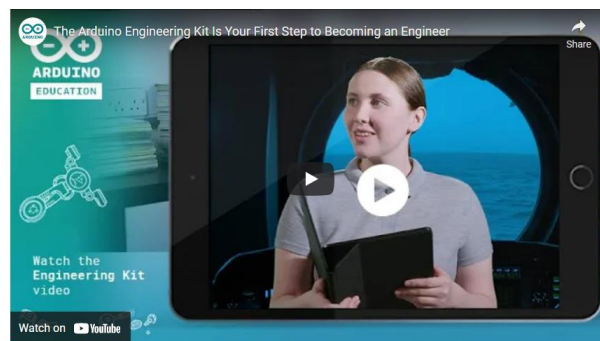 The Arduino Engineering Kit Is Your First Step to Becoming an Engineer
Share
ARDUINO
ARDUINO
EDUCATION
Watch the
Engineering Kit
video
Watch on YouTube